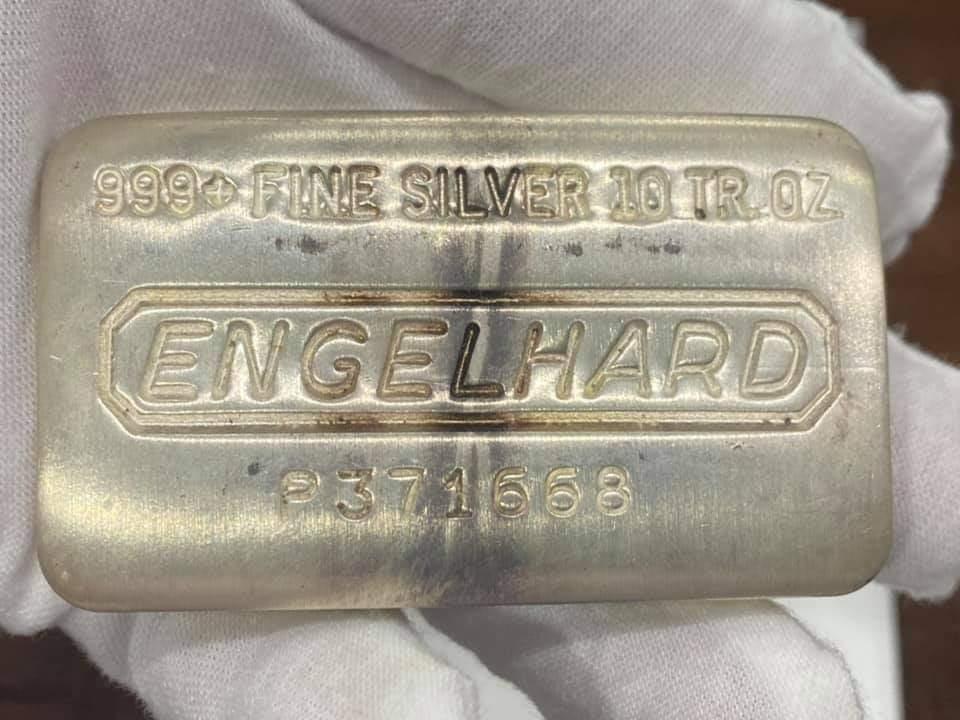 999+ FINE SILVER 10 TR. OZ
ENGELHARD
P371668